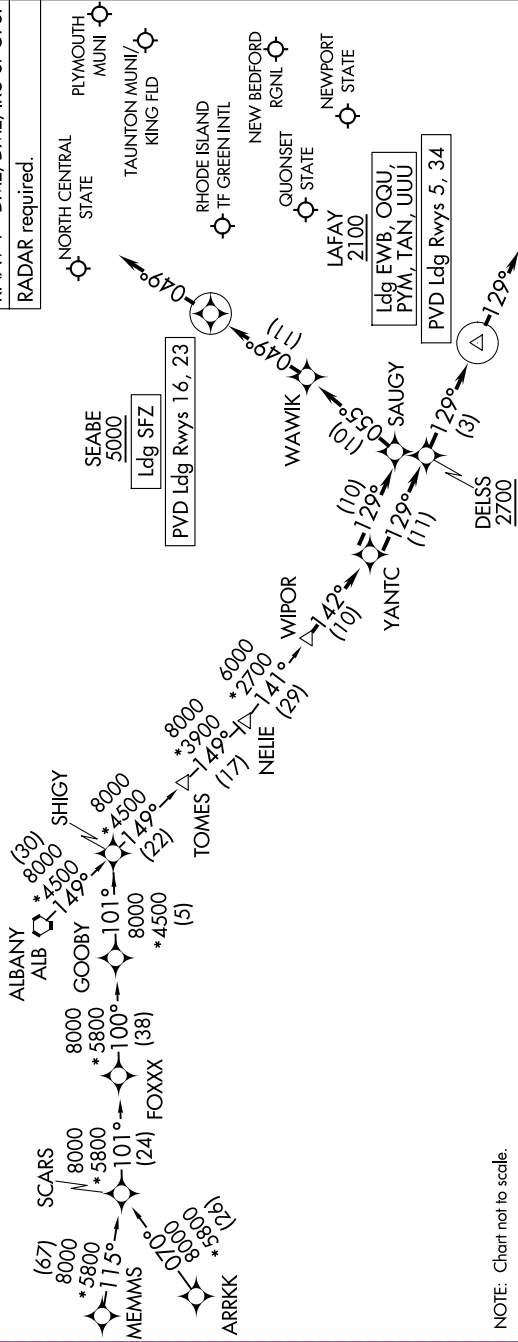 RADAR required.
NORTH CENTRAL
STATE
PLYMOUTH
MUNI
TAUNTON MUNI/
KING FLD
RHODE ISLAND
TF GREEN INTL
NEW BEDFORD
RGNL
QUONSET
STATE
NEWPORT
STATE
ALBANY
ALB
(30)
8000
*4500
149°
SHIGY
8000
*4500
149°
(22)
TOMES
8000
*3900
149°
(17)
NELIE
6000
*2700
141°
(29)
WIPOR
142°
(10)
YANTC
(10)
129°
SAUGY
129°
(11)
DELSS
2700
129°
(3)
129°
055°
(10)
WAWIK
049°
(11)
049°
SEABE
5000
Ldg SFZ
PVD Ldg Rwys 16, 23
LAFAY
2100
Ldg EWB, OQU,
PYM, TAN, UUU
PVD Ldg Rwys 5, 34
(67)
8000
*5800
115°
MEMMS
ARRKK
070°
8000
*5800
(26)
SCARS
8000
*5800
101°
(24)
FOXXX
8000
*5800
100°
(38)
GOOBY
101°
8000
*4500
(5)
NOTE: Chart not to scale.